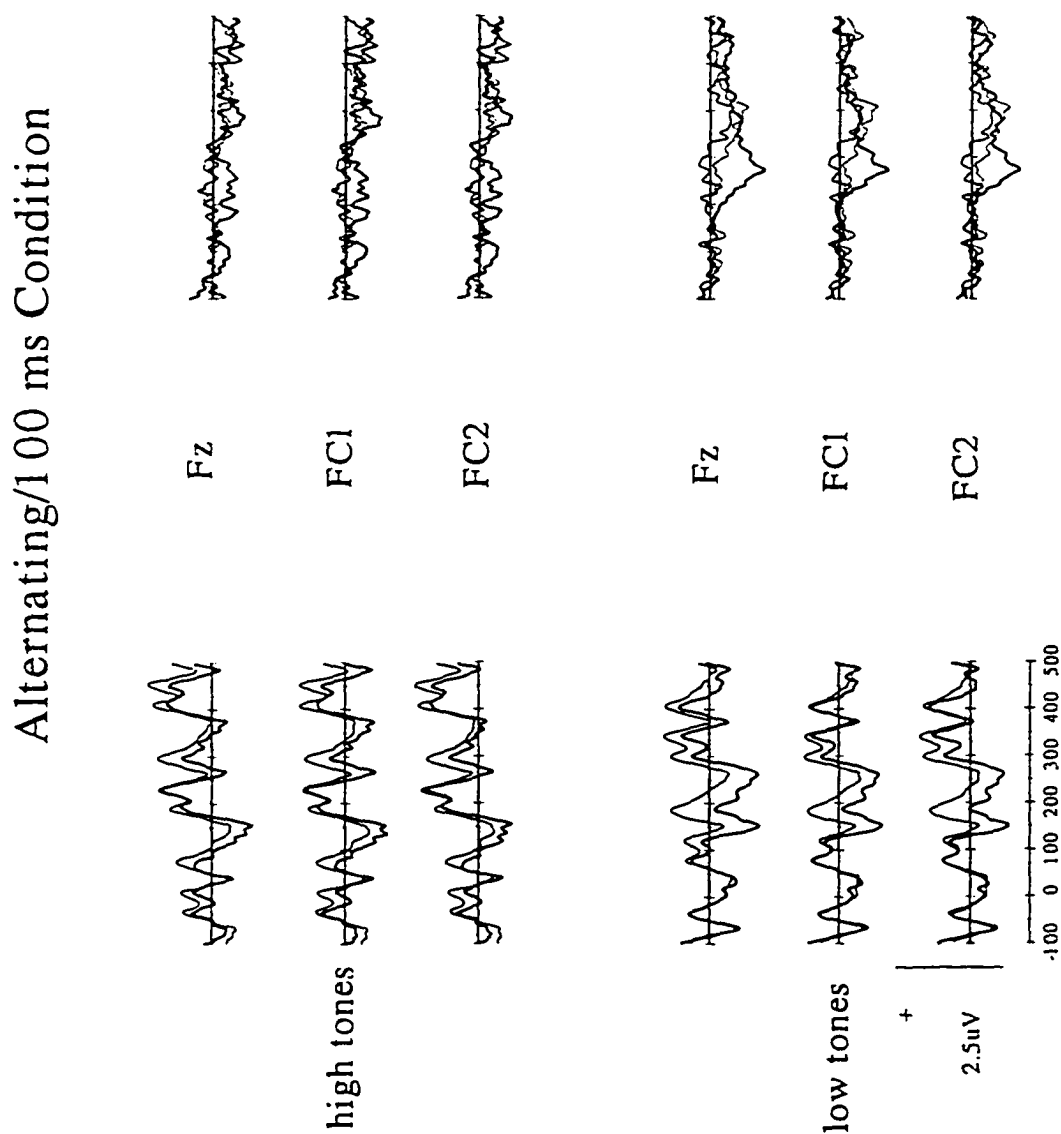 Alternating/100 ms Condition
high tones
Fz
FC1
FC2
low tones
Fz
FC1
FC2
+
2.5uV
-100 0 100 200 300 400 500